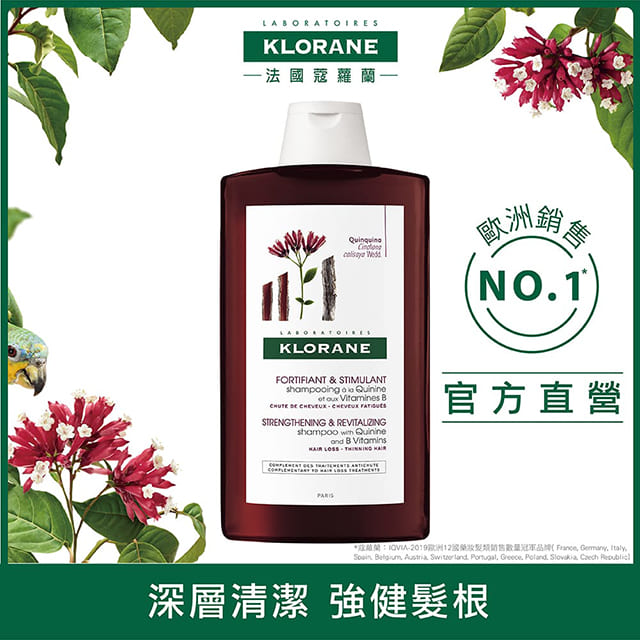 LABORATOIRES
KLORANE
法國蔻蘿蘭
歐洲銷售
NO.1*
官方直營
Quinquina
Cinchona
calisaya Wedd.
LABORATOIRES
KLORANE
FORTIFIANT & STIMULANT
shampooing à la Quinine
et aux Vitamines B
CHUTE DE CHEVEUX - CHEVEUX FATIGUÉS
STRENGTHENING & REVITALIZING
shampoo with Quinine
and B Vitamins
HAIR LOSS - THINNING HAIR
COMPLÉMENT DES TRAITEMENTS ANTICHUTE
COMPLEMENTARY TO HAIR LOSS TREATMENTS
PARIS
*蔻蘿蘭：IQVIA-2019歐洲12國藥妝髮類銷售數量冠軍品牌( France, Germany, Italy,
Spain, Belgium, Austria, Switzerland, Portugal, Greece, Poland, Slovakia, Czech Republic)
深層清潔 強健髮根